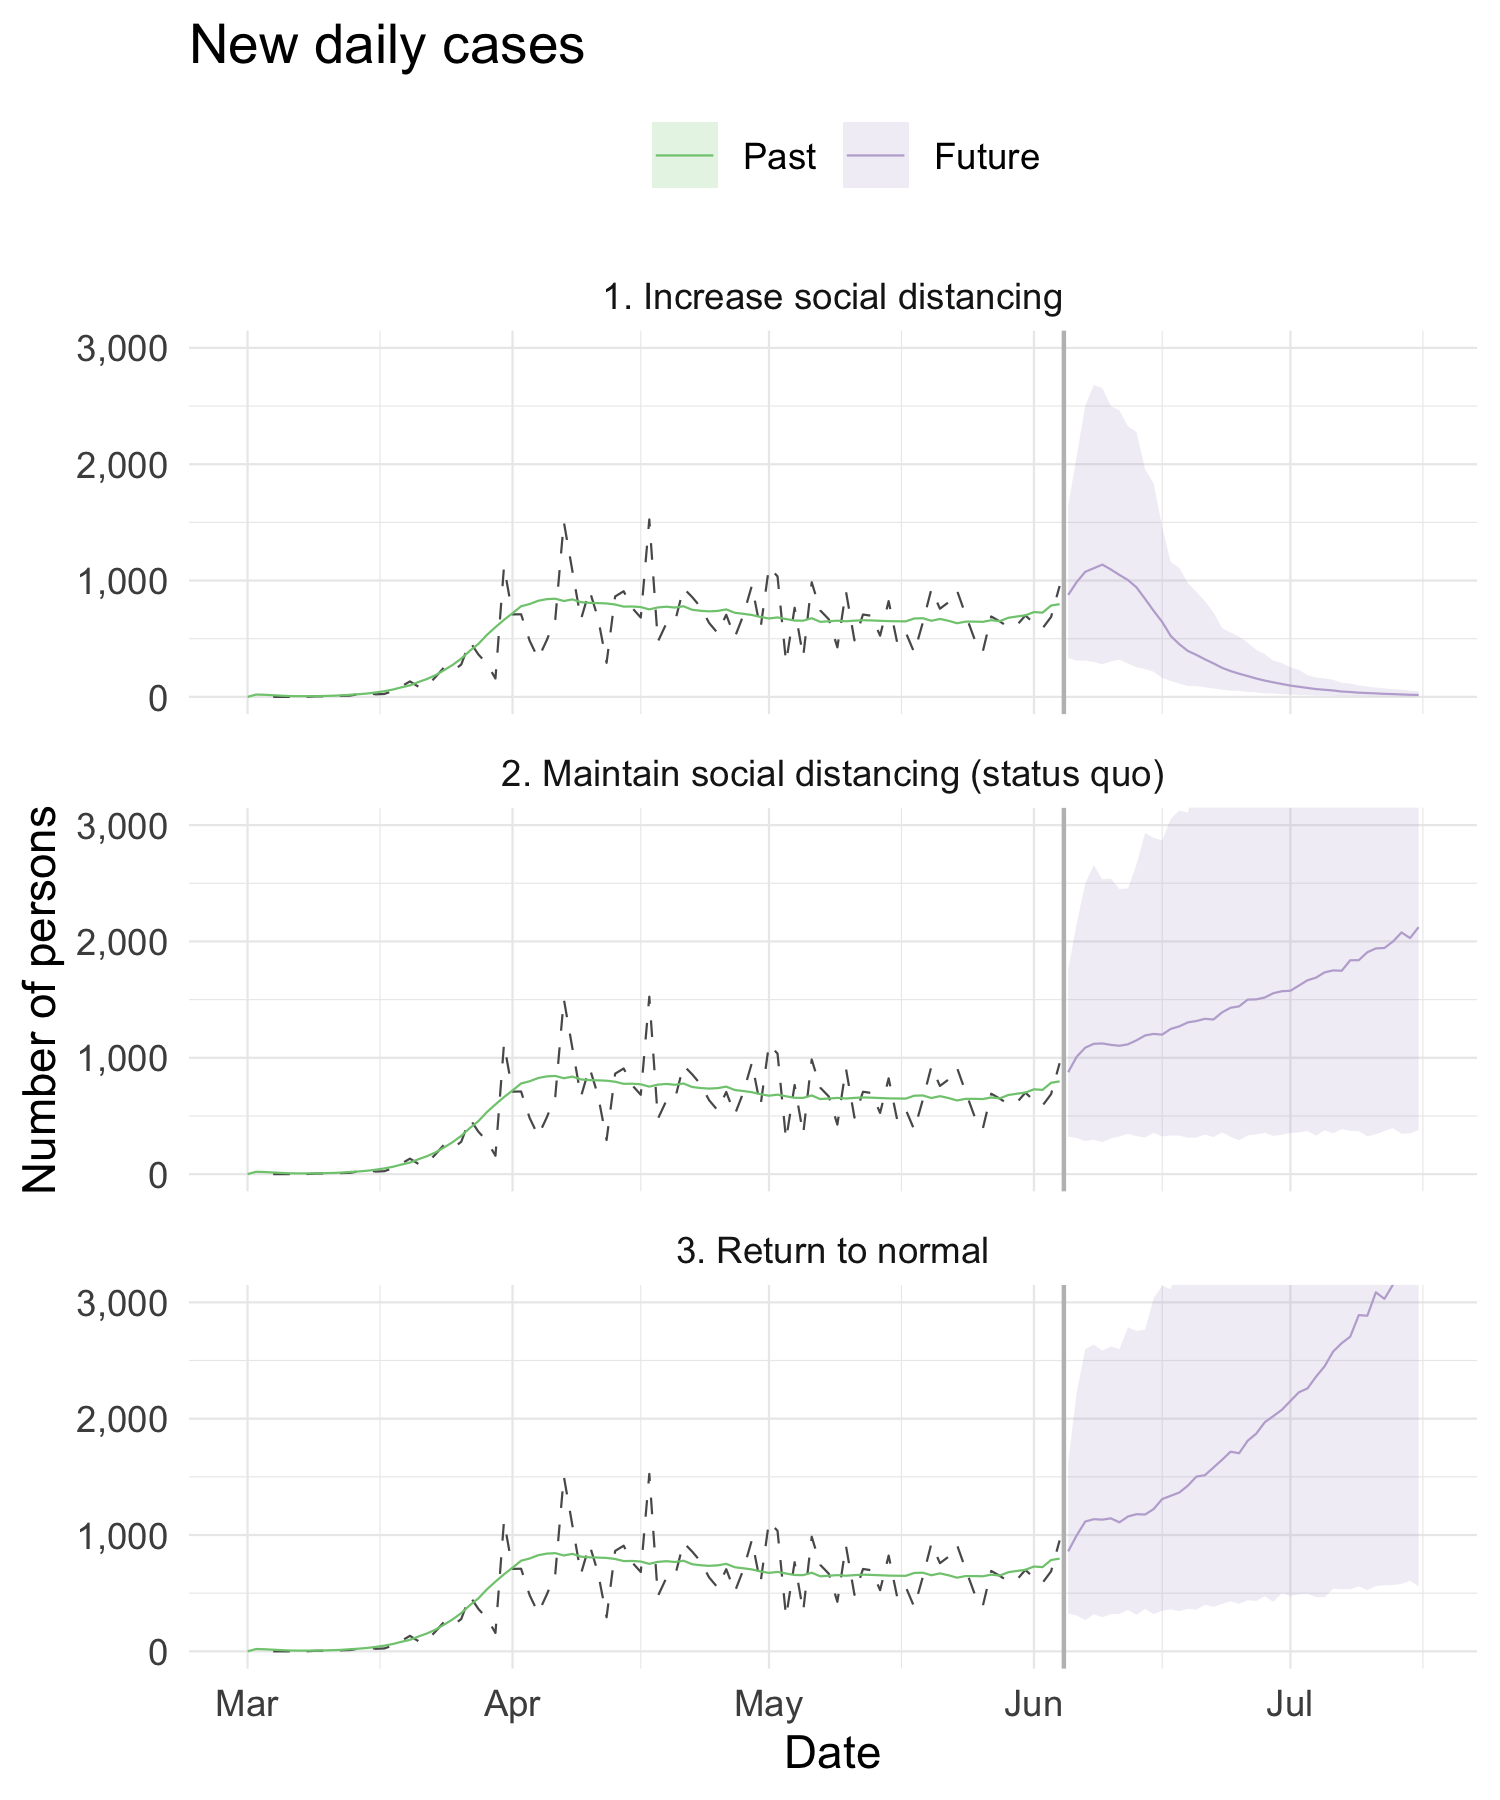 New daily cases
Past
Future
1. Increase social distancing
3,000
2,000
1,000
0
2. Maintain social distancing (status quo)
3,000
2,000
1,000
0
3. Return to normal
3,000
2,000
1,000
0
Number of persons
Mar
Apr
May
Jun
Jul
Date